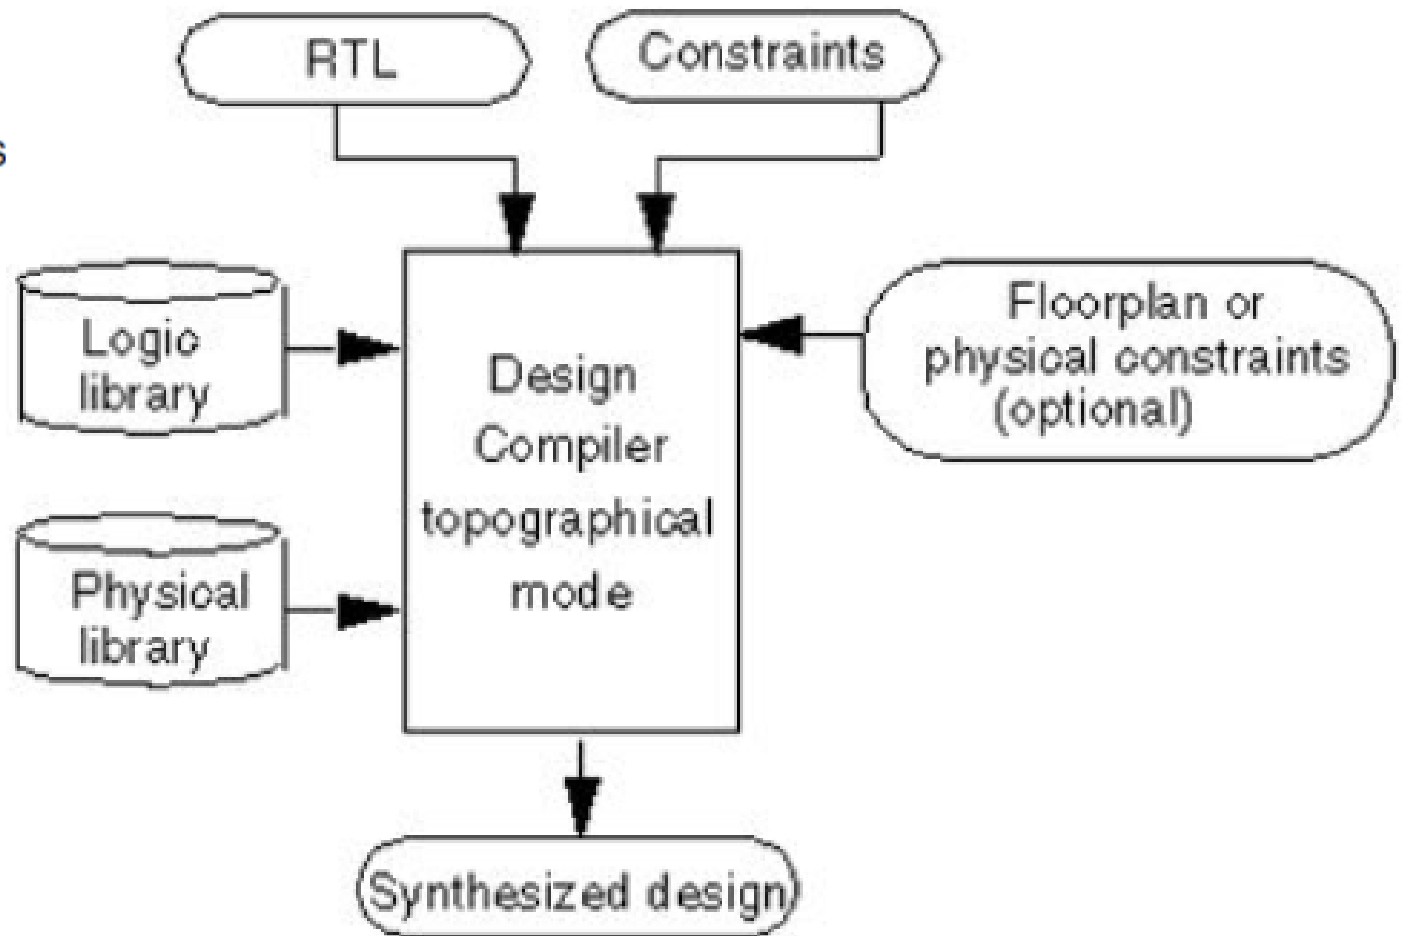 RTL
Constraints
s
Logic
library
Design
Compiler
topographical
mode
Floorplan or
physical constraints
(optional)
Physical
library
Synthesized design